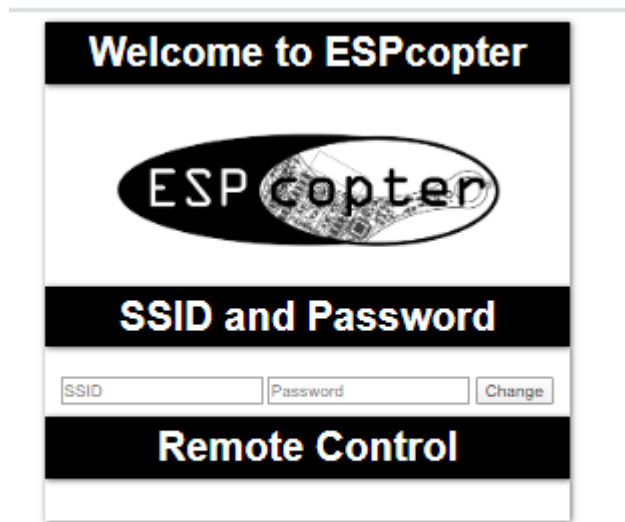 Welcome to ESPcopter
ESP copter
SSID and Password
SSID Password Change
Remote Control